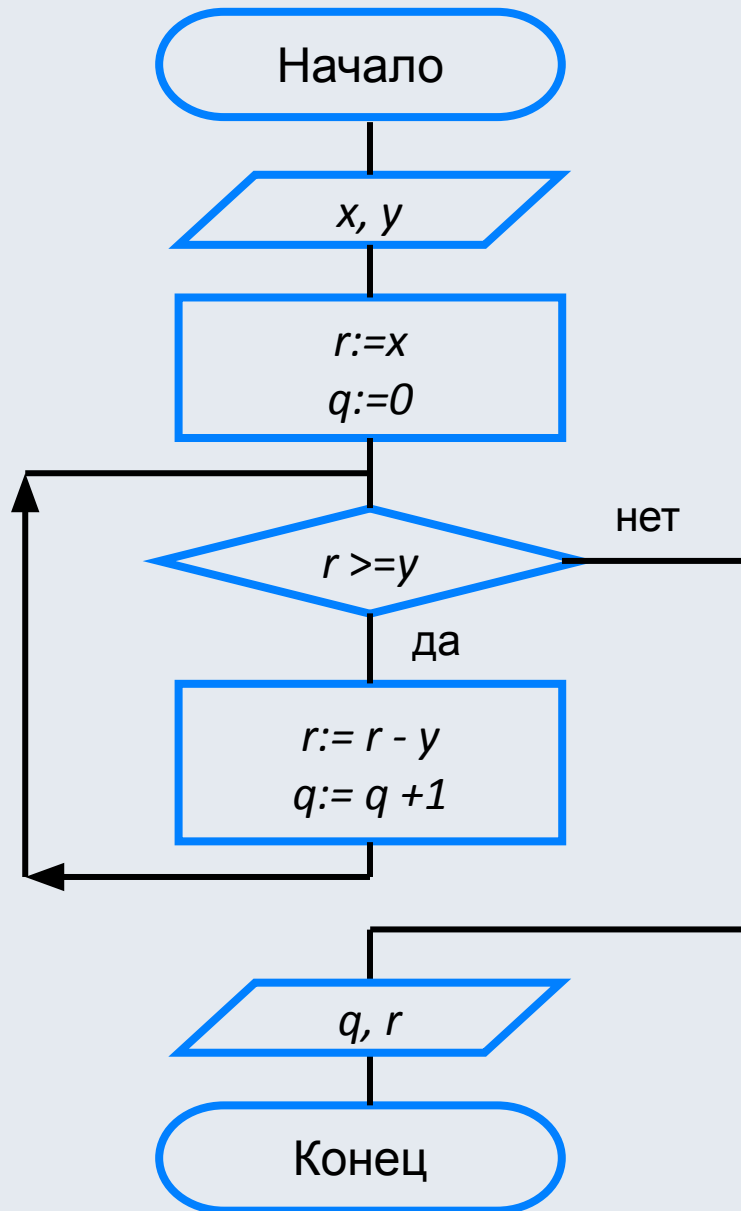 Начало
x, y
r:=x
q:=0
r >=y
нет
да
r:= r - y
q:= q +1
q, r
Конец